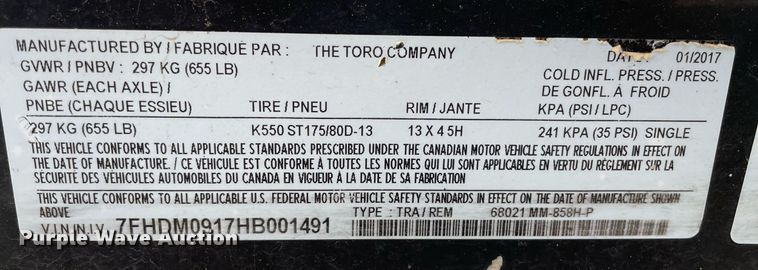 MANUFACTURED BY / FABRIQUÉ PAR : THE TORO COMPANY DATE : 01/2017
GVWR / PNBV : 297 KG (655 LB) COLD INFL. PRESS./ PRESS.
GAWR (EACH AXLE) / DE GONFL. À FROID
PNBE (CHAQUE ESSIEU) TIRE / PNEU RIM / JANTE KPA (PSI / LPC)
297 KG (655 LB) K550 ST175/80D-13 13 X 4 5H 241 KPA (35 PSI) SINGLE
THIS VEHICLE CONFORMS TO ALL APPLICABLE STANDARDS PRESCRIBED UNDER THE CANADIAN MOTOR VEHICLE SAFETY REGULATIONS IN EFFECT ON
THE DATE OF MANUFACTURE / CE VÉHICULE EST CONFORME À TOUTES LES NORMES QUI LUI SONT APPLICABLES EN VERTU DU RÉGLEMENT SUR LA
SÉCURITÉ DES VÉHICULES AUTOMOBILES DU CANADA EN VIGUEUR À LA DATE DE SA FABRICATION
THIS VEHICLE CONFORMS TO ALL APPLICABLE U.S. FEDERAL MOTOR VEHICLE SAFETY STANDARDS IN EFFECT ON THE DATE OF MANUFACTURE SHOWN
ABOVE
V.I.N./N.I.V. 7FHDM0917HB001491 TYPE : TRA / REM 68021 MM-858H-P
Purple Wave Auction